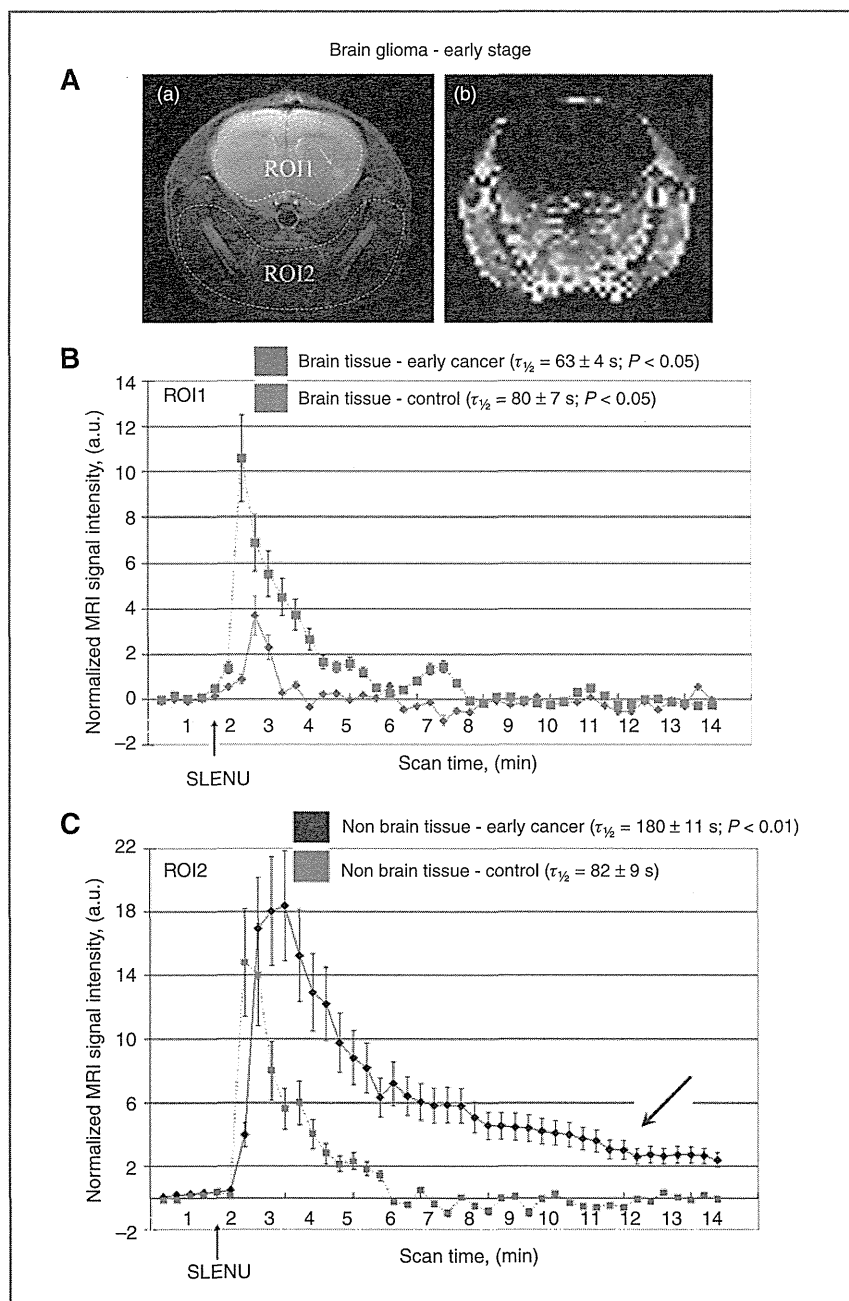 Brain glioma - early stage
A
(a)
(b)
ROI1
ROI2
B
Brain tissue - early cancer (τ½ = 63 ± 4 s; P < 0.05)
Brain tissue - control (τ½ = 80 ± 7 s; P < 0.05)
ROI1
Normalized MRI signal intensity, (a.u.)
14
12
10
8
6
4
2
0
−2
1 2 3 4 5 6 7 8 9 10 11 12 13 14
SLENU
Scan time, (min)
C
Non brain tissue - early cancer (τ½ = 180 ± 11 s; P < 0.01)
Non brain tissue - control (τ½ = 82 ± 9 s)
ROI2
Normalized MRI signal intensity, (a.u.)
22
18
14
10
6
2
−2
1 2 3 4 5 6 7 8 9 10 11 12 13 14
SLENU
Scan time, (min)